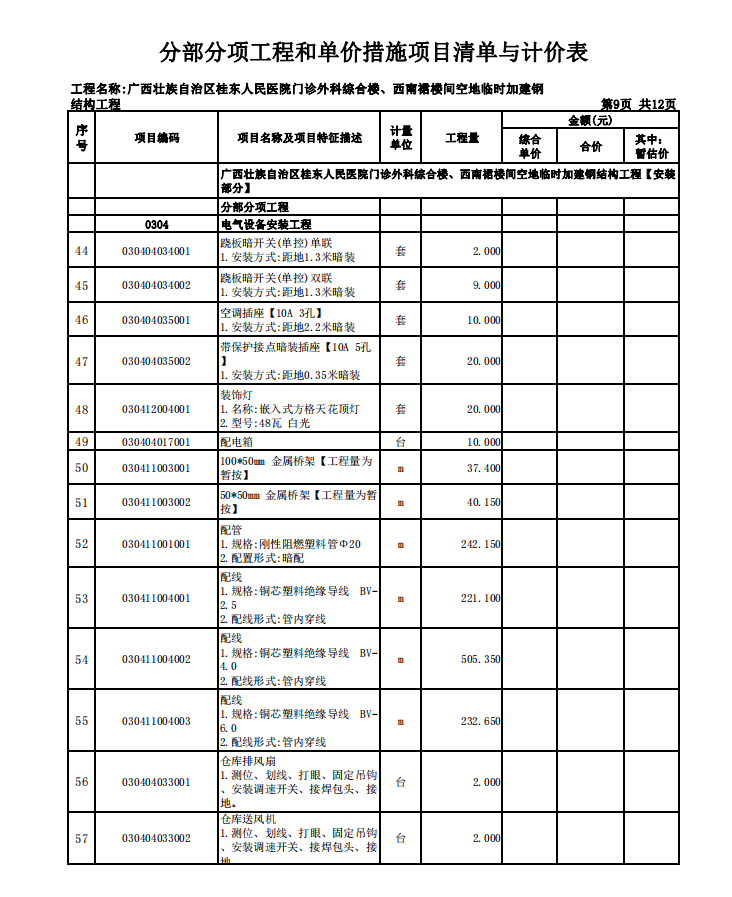 分部分项工程和单价措施项目清单与计价表
工程名称:广西壮族自治区桂东人民医院门诊外科综合楼、西南裙楼间空地临时加建钢
结构工程
第9页 共12页
序号 项目编码 项目名称及项目特征描述 计量单位 工程量 金额(元)
综合单价 合价 其中:暂估价
广西壮族自治区桂东人民医院门诊外科综合楼、西南裙楼间空地临时加建钢结构工程【安装
部分】
分部分项工程
0304 电气设备安装工程
44 030404034001 跷板暗开关(单控)单联 套 2.000
1.安装方式:距地1.3米暗装
45 030404034002 跷板暗开关(单控)双联 套 9.000
1.安装方式:距地1.3米暗装
46 030404035001 空调插座【10A 3孔】 套 10.000
1.安装方式:距地2.2米暗装
47 030404035002 带保护接点暗装插座【10A 5孔 套 20.000
】
1.安装方式:距地0.35米暗装
48 030412004001 装饰灯 套 20.000
1.名称:嵌入式方格天花顶灯
2.型号:48瓦 白光
49 030404017001 配电箱 台 10.000
50 030411003001 100*50mm 金属桥架【工程量为 m 37.400
暂按】
51 030411003002 50*50mm 金属桥架【工程量为暂 m 40.150
按】
52 030411001001 配管 m 242.150
1.规格:刚性阻燃塑料管Φ20
2.配置形式:暗配
53 030411004001 配线 m 221.100
1.规格:铜芯塑料绝缘导线 BV-
2.5
2.配线形式:管内穿线
54 030411004002 配线 m 505.350
1.规格:铜芯塑料绝缘导线 BV-
4.0
2.配线形式:管内穿线
55 030411004003 配线 m 232.650
1.规格:铜芯塑料绝缘导线 BV-
6.0
2.配线形式:管内穿线
56 030404033001 仓库排风扇 台 2.000
1.测位、划线、打眼、固定吊钩
、安装调速开关、接焊包头、接
地。
57 030404033002 仓库送风机 台 2.000
1.测位、划线、打眼、固定吊钩
、安装调速开关、接焊包头、接